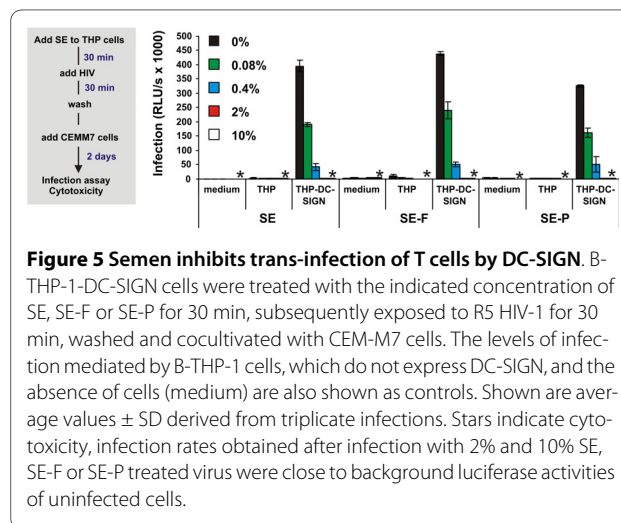 Add SE to THP cells
30 min
add HIV
30 min
wash
add CEMM7 cells
2 days
Infection assay
Cytotoxicity
Infection (RLU/s x 1000)
500
450
400
350
300
250
200
150
100
50
0
0%
0.08%
0.4%
2%
10%
* * * * * * * * *
medium THP THP-DC-SIGN medium THP THP-DC-SIGN medium THP THP-DC-SIGN
SE SE-F SE-P
Figure 5 Semen inhibits trans-infection of T cells by DC-SIGN. B-
THP-1-DC-SIGN cells were treated with the indicated concentration of
SE, SE-F or SE-P for 30 min, subsequently exposed to R5 HIV-1 for 30
min, washed and cocultivated with CEM-M7 cells. The levels of infec-
tion mediated by B-THP-1 cells, which do not express DC-SIGN, and the
absence of cells (medium) are also shown as controls. Shown are aver-
age values ± SD derived from triplicate infections. Stars indicate cyto-
toxicity, infection rates obtained after infection with 2% and 10% SE,
SE-F or SE-P treated virus were close to background luciferase activities
of uninfected cells.